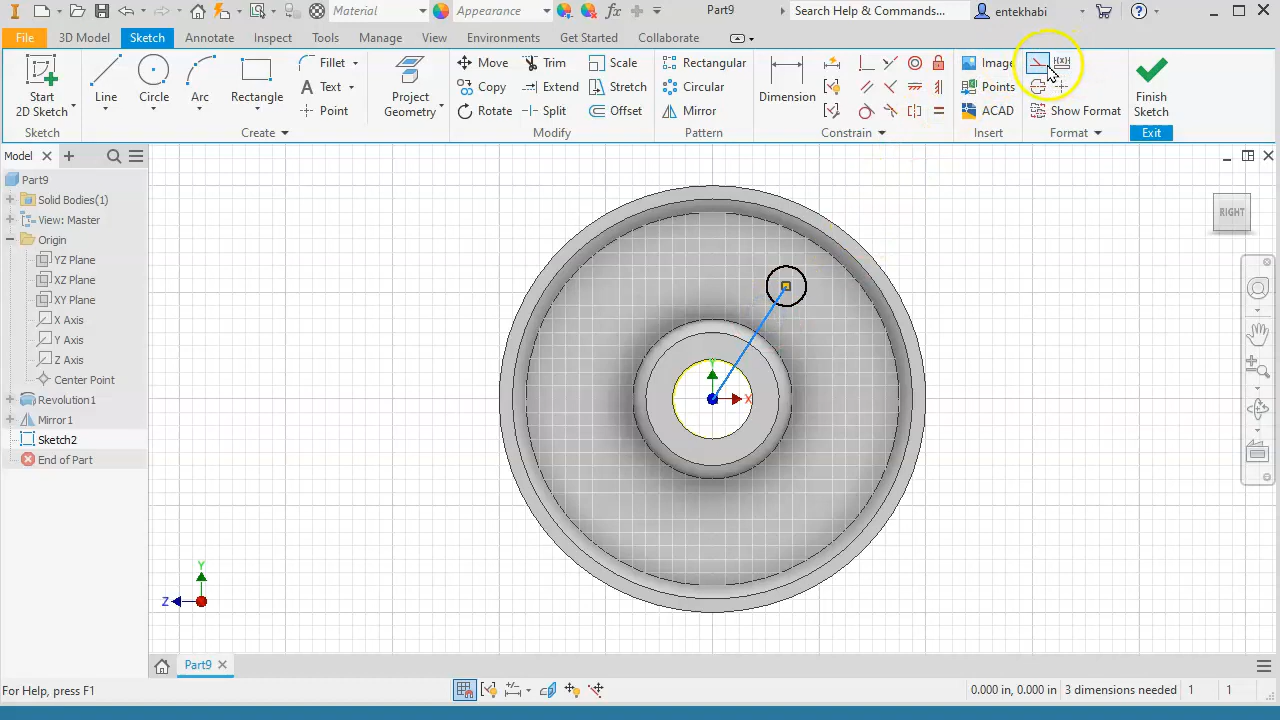 Material
Appearance
Part9
Search Help & Commands...
entekhabi
File
3D Model
Sketch
Annotate
Inspect
Tools
Manage
View
Environments
Get Started
Collaborate
Start
2D Sketch
Line
Circle
Arc
Rectangle
Fillet
Text
Point
Project
Geometry
Move
Copy
Rotate
Trim
Extend
Split
Scale
Stretch
Offset
Rectangular
Circular
Mirror
Dimension
Image
Points
ACAD
Show Format
Finish
Sketch
Sketch
Create
Modify
Pattern
Constrain
Insert
Format
Exit
Model
Part9
Solid Bodies(1)
View: Master
Origin
YZ Plane
XZ Plane
XY Plane
X Axis
Y Axis
Z Axis
Center Point
Revolution1
Mirror1
Sketch2
End of Part
RIGHT
Y
X
Y
Z
Part9
For Help, press F1
0.000 in, 0.000 in
3 dimensions needed
1
1